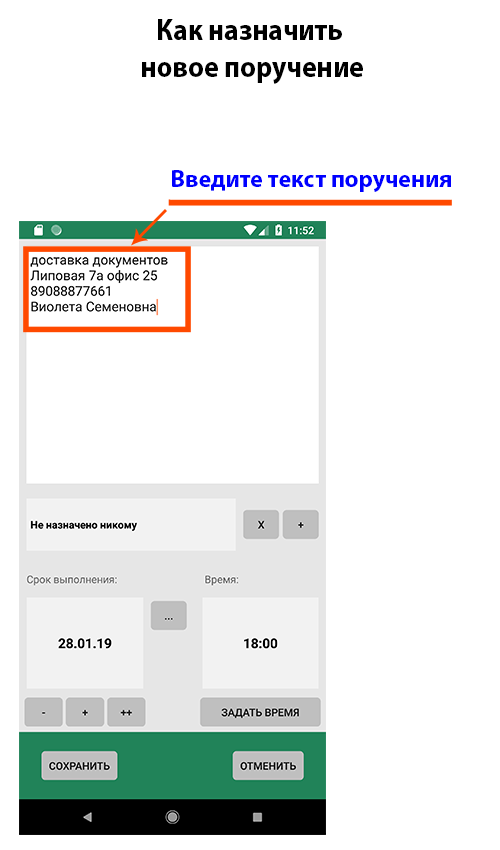 Как назначить
новое поручение
Введите текст поручения
11:52
доставка документов
Липовая 7а офис 25
89088877661
Виолета Семеновна
Не назначено никому
X
+
Срок выполнения:
Время:
28.01.19
...
18:00
-
+
++
ЗАДАТЬ ВРЕМЯ
СОХРАНИТЬ
ОТМЕНИТЬ